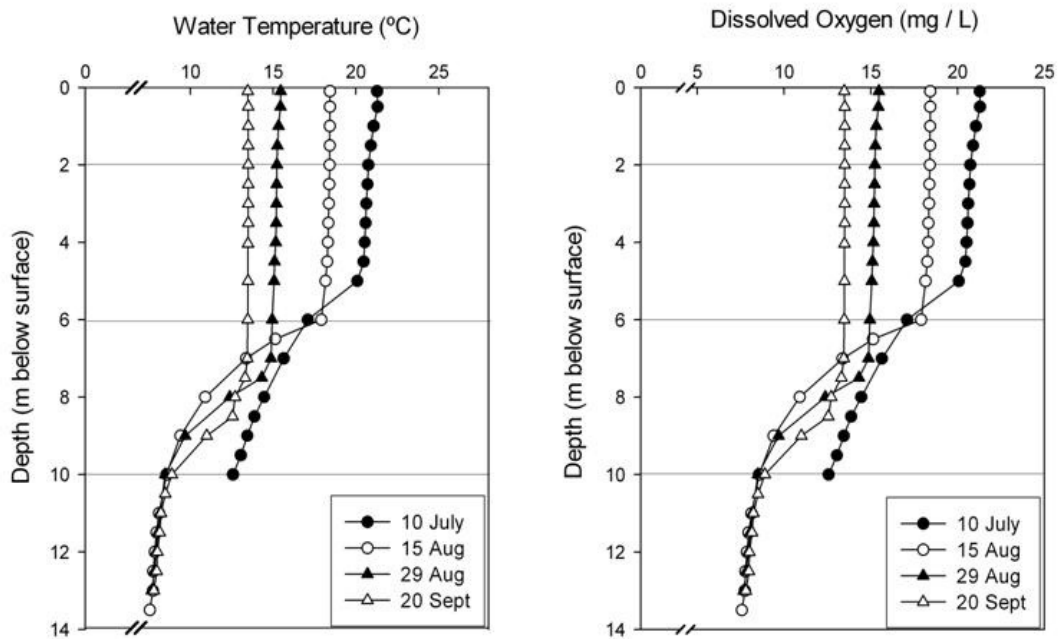 Water Temperature (ºC)
0 10 15 20 25
Depth (m below surface)
0
2
4
6
8
10
12
14
10 July
15 Aug
29 Aug
20 Sept
Dissolved Oxygen (mg / L)
0 5 10 15 20 25
Depth (m below surface)
0
2
4
6
8
10
12
14
10 July
15 Aug
29 Aug
20 Sept